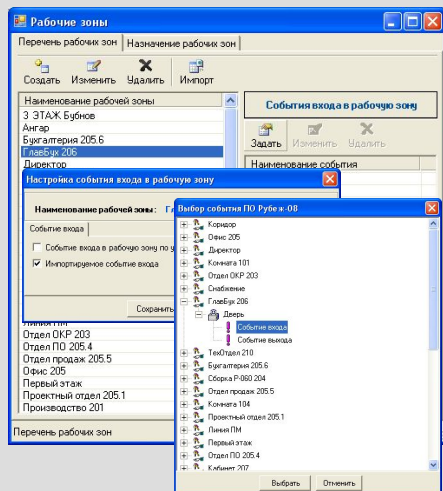 Рабочие зоны
Перечень рабочих зон Назначение рабочих зон
Создать Изменить Удалить Импорт
Наименование рабочей зоны
3 ЭТАЖ Бубнов
Ангар
Бухгалтерия 205.6
ГлавБух 206
Директор
События входа в рабочую зону
Задать Изменить Удалить
Наименование события
Настройка события входа в рабочую зону
Наименование рабочей зоны:
Событие входа
Событие входа в рабочую зону по
Импортируемое событие входа
Сохранить
Линия ПМ
Отдел ОКР 203
Отдел ПО 205.4
Отдел продаж 205.5
Офис 205
Первый этаж
Проектный отдел 205.1
Производство 201
Перечень рабочих зон
Выбор события ПО Рубеж-08
Коридор
Офис 205
Директор
Комната 101
Отдел ОКР 203
Снабжение
ГлавБух 206
Дверь
Событие входа
Событие выхода
ТехОтдел 210
Бухгалтерия 205.6
Сборка Р-060 204
Отдел продаж 205.5
Комната 104
Проектный отдел 205.1
Линия ПМ
Первый этаж
Отдел ПО 205.4
Кабинет 207
Выбрать Отменить